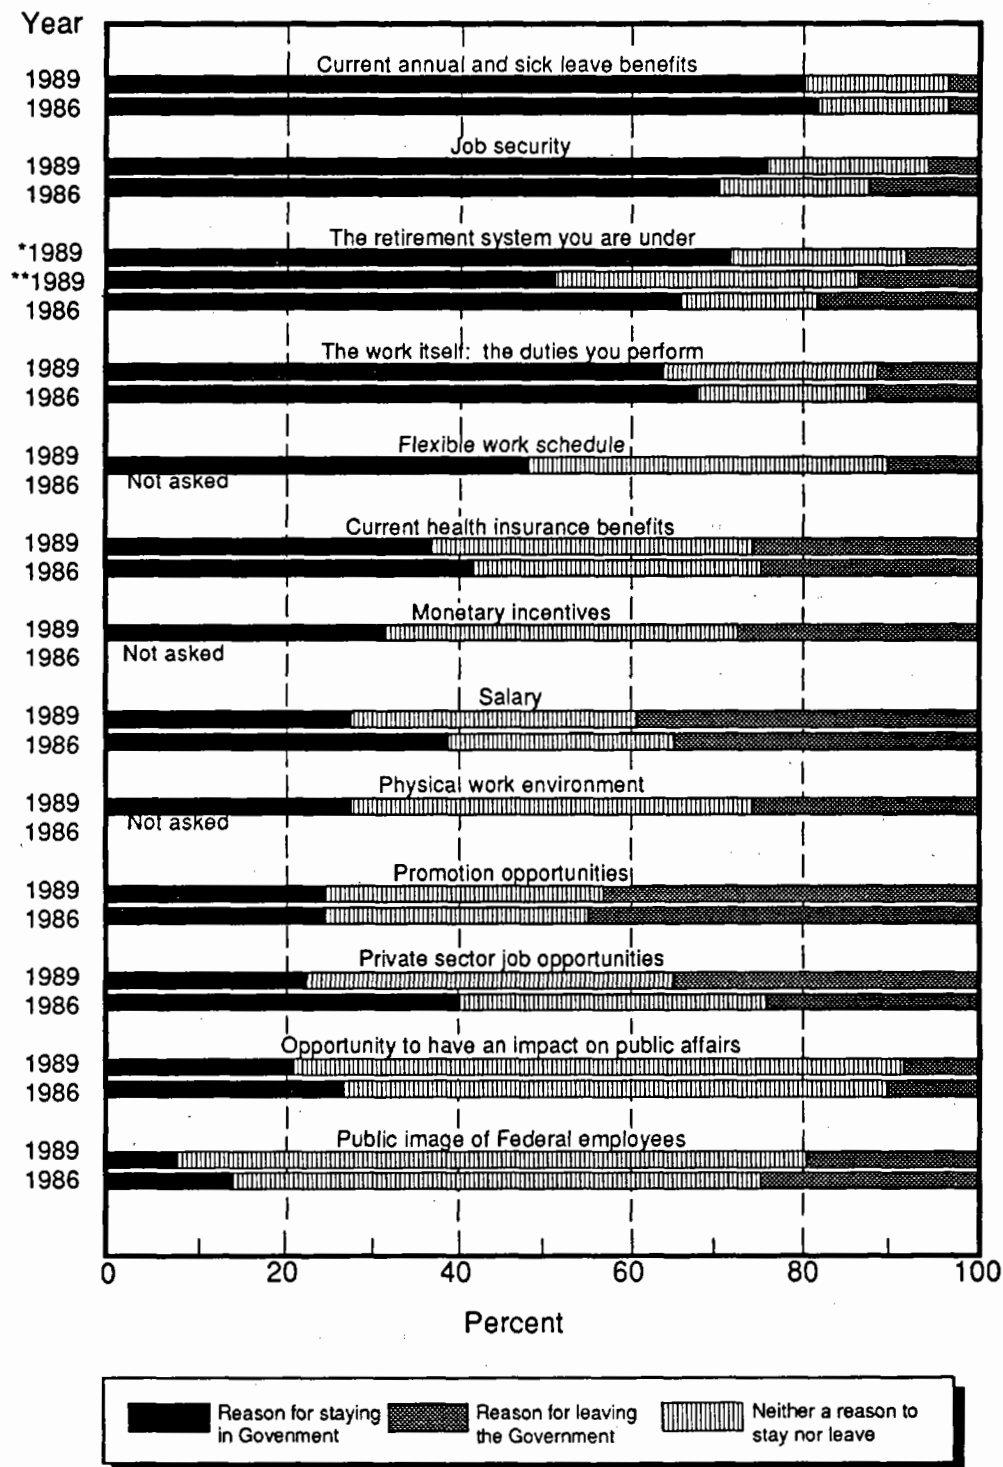 Year
Current annual and sick leave benefits
1989
1986
Job security
1989
1986
The retirement system you are under
*1989
**1989
1986
The work itself: the duties you perform
1989
1986
Flexible work schedule
1989
1986 Not asked
Current health insurance benefits
1989
1986
Monetary incentives
1989
1986 Not asked
Salary
1989
1986
Physical work environment
1989
1986 Not asked
Promotion opportunities
1989
1986
Private sector job opportunities
1989
1986
Opportunity to have an impact on public affairs
1989
1986
Public image of Federal employees
1989
1986
0 20 40 60 80 100
Percent
Reason for staying
in Govenment
Reason for leaving
the Government
Neither a reason to
stay nor leave